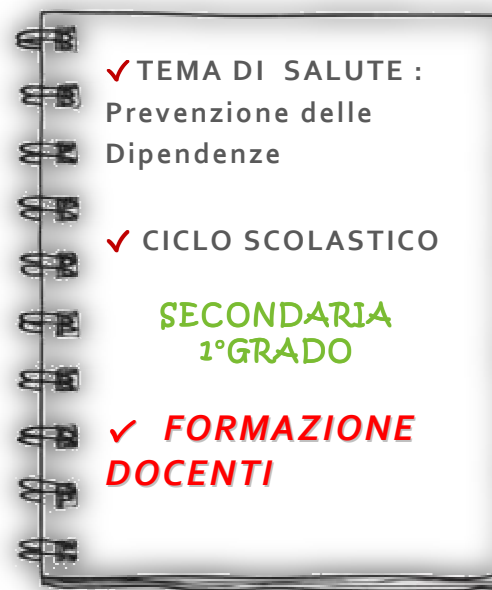 ✓ TEMA DI SALUTE :
Prevenzione delle
Dipendenze
✓ CICLO SCOLASTICO
SECONDARIA
1°GRADO
✓ FORMAZIONE
DOCENTI